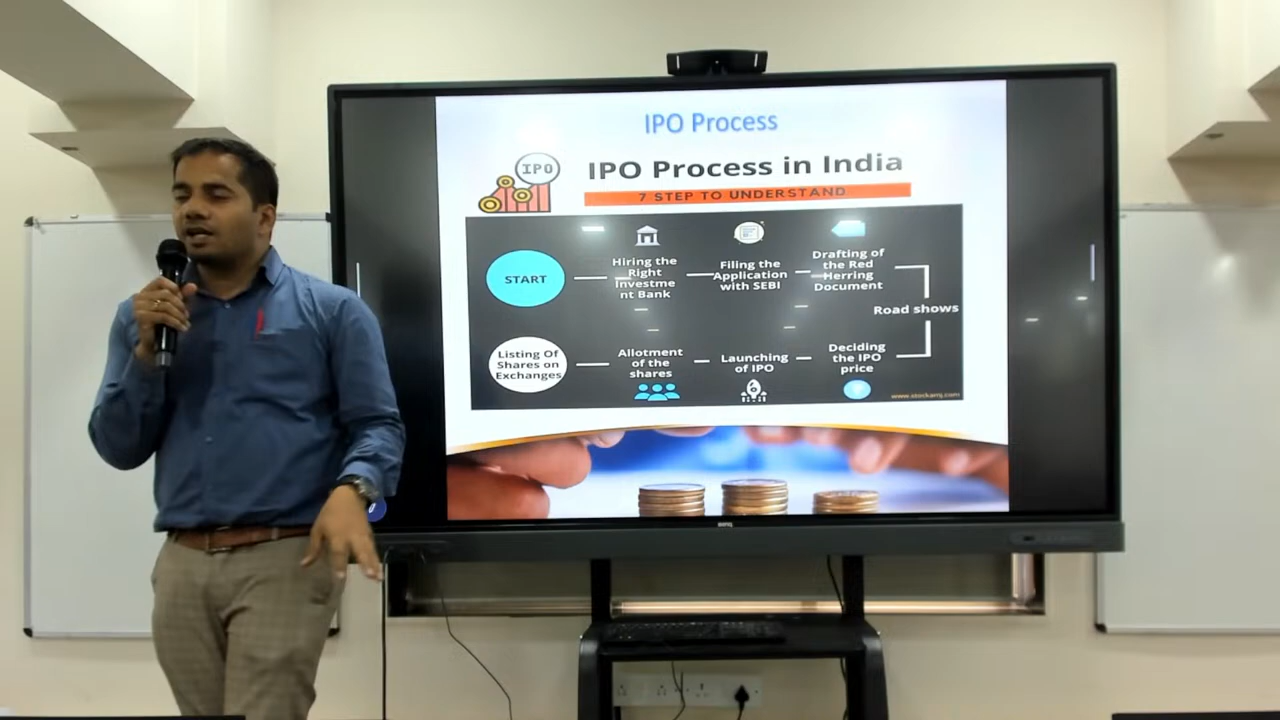 IPO Process
IPO
IPO Process in India
7 STEP TO UNDERSTAND
START
Hiring the
Right
Investme
nt Bank
Filing the
Application
with SEBI
Drafting of
the Red
Herring
Document
Road shows
Deciding
the IPO
price
Launching
of IPO
Allotment
of the
shares
Listing Of
Shares on
Exchanges
www.stockamj.com
BenQ